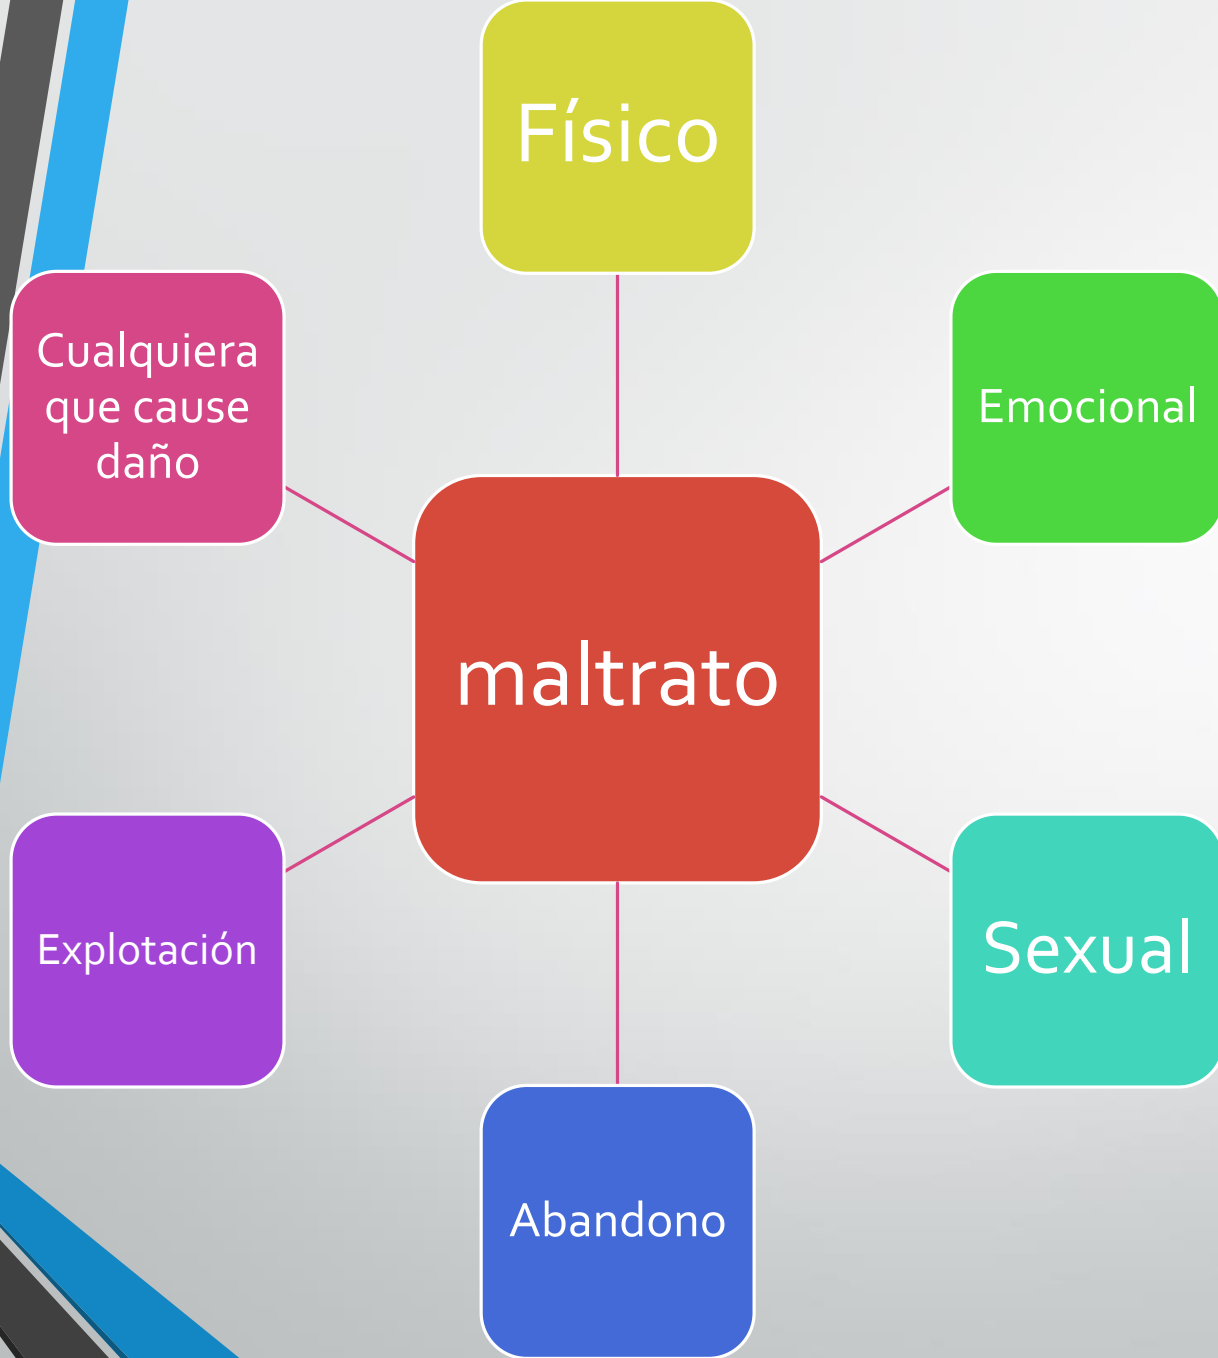 Físico
Cualquiera
que cause
daño
Emocional
maltrato
Explotación
Sexual
Abandono